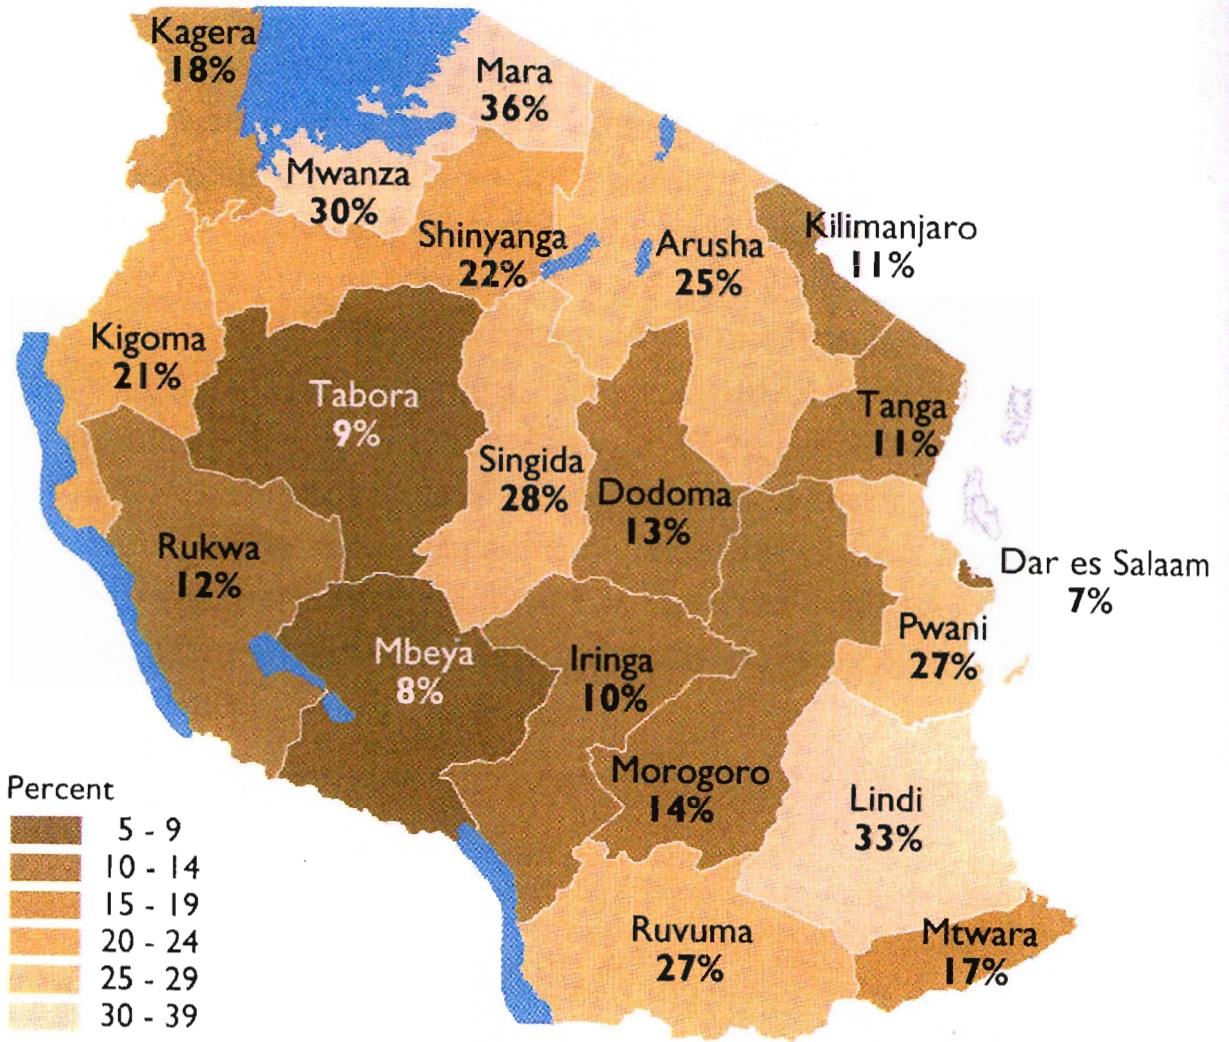 Kagera
18%
Mara
36%
Mwanza
30%
Shinyanga
22%
Arusha
25%
Kilimanjaro
11%
Kigoma
21%
Tabora
9%
Singida
28%
Dodoma
13%
Tanga
11%
Rukwa
12%
Dar es Salaam
7%
Pwani
27%
Mbeya
8%
Iringa
10%
Morogoro
14%
Lindi
33%
Ruvuma
27%
Mtwara
17%
Percent
5 - 9
10 - 14
15 - 19
20 - 24
25 - 29
30 - 39